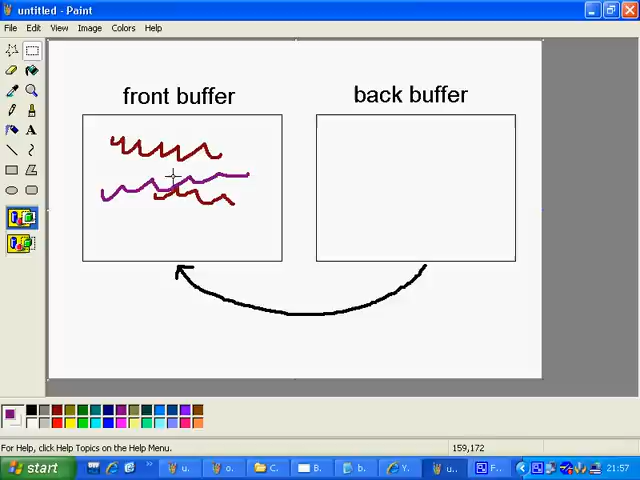 untitled - Paint
File Edit View Image Colors Help
front buffer
back buffer
A
For Help, click Help Topics on the Help Menu.
159,172
start
u..
o.
C.
B.
b.
Y.
u..
F..
21:57